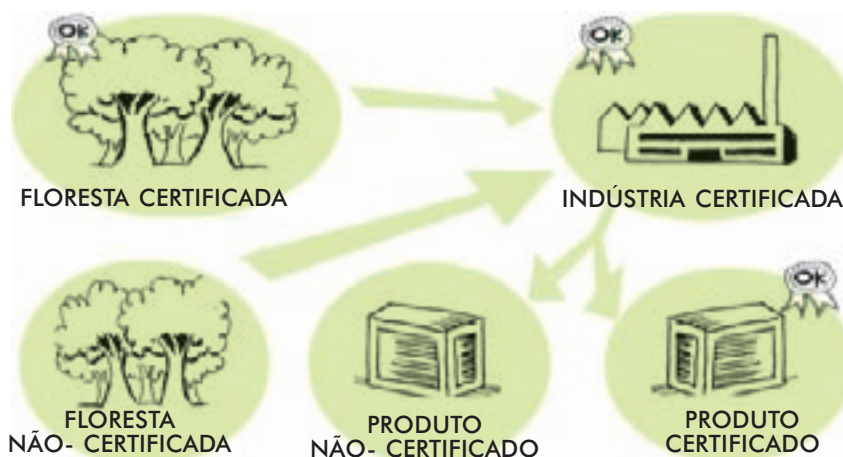 OK
OK
FLORESTA CERTIFICADA
INDÚSTRIA CERTIFICADA
OK
FLORESTA
NÃO- CERTIFICADA
PRODUTO
NÃO- CERTIFICADO
PRODUTO
CERTIFICADO